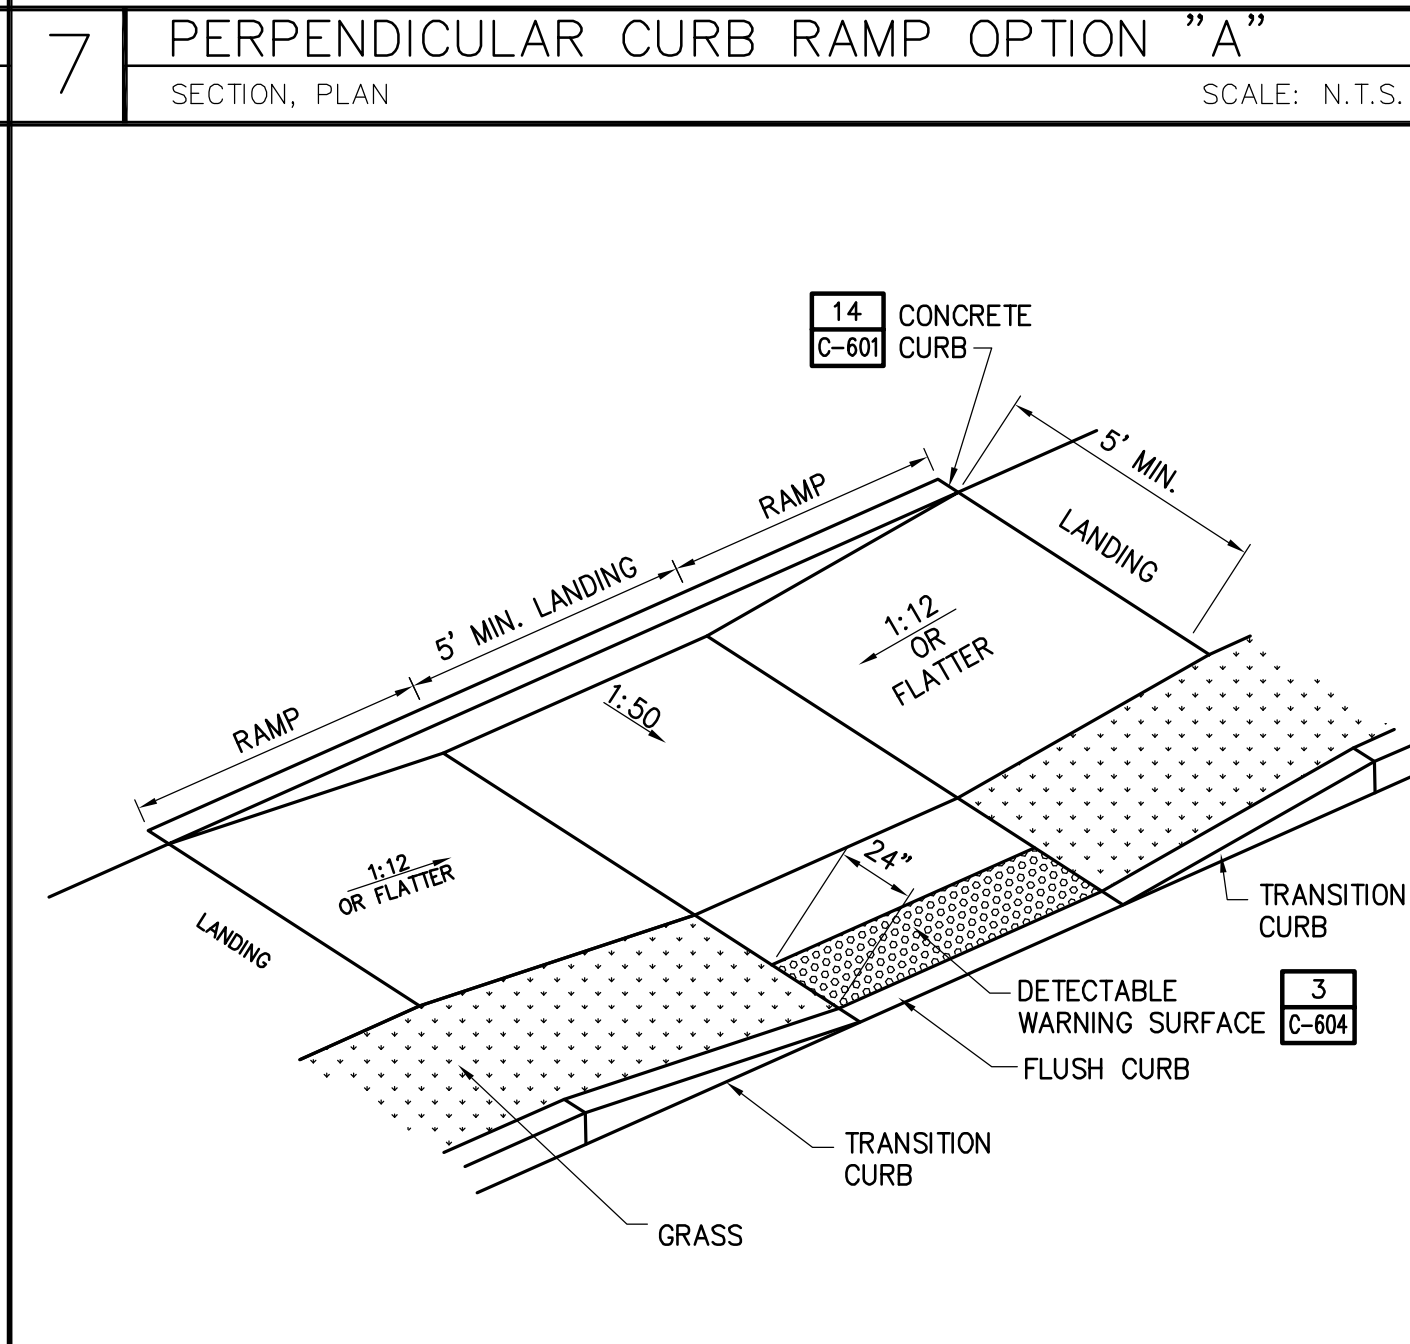 7
PERPENDICULAR CURB RAMP OPTION "A"
SECTION, PLAN
SCALE: N.T.S.
14
C-601
CONCRETE
CURB
5' MIN.
LANDING
RAMP
5' MIN. LANDING
RAMP
1:12
OR
FLATTER
1:50
1:12
OR FLATTER
LANDING
24"
TRANSITION
CURB
DETECTABLE
WARNING SURFACE
3
C-604
FLUSH CURB
TRANSITION
CURB
GRASS